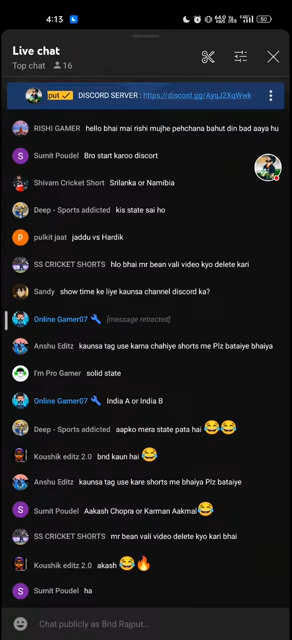 4:13
50
Live chat
Top chat 16
put DISCORD SERVER : https://discord.gg/AyqJ2XqWwk
RISHI GAMER hello bhai mai rishi mujhe pehchana bahut din bad aaya hu
Sumit Poudel Bro start karoo discort
Shivam Cricket Short Srilanka or Namibia
Deep - Sports addicted kis state sai ho
pulkit jaat jaddu vs Hardik
SS CRICKET SHORTS hlo bhai mr bean vali video kyo delete kari
Sandy show time ke liye kaunsa channel discord ka?
Online Gamer07 [message retracted]
Anshu Editz kaunsa tag use karna chahiye shorts me Plz bataiye bhaiya
I'm Pro Gamer solid state
Online Gamer07 India A or India B
Deep - Sports addicted aapko mera state pata hai 😂😂
Koushik editz 2.0 bnd kaun hai 😂
Anshu Editz kaunsa tag use kare shorts me bhaiya Plz bataiye
Sumit Poudel Aakash Chopra or Karman Aakmal😂
SS CRICKET SHORTS mr bean vali video delete kyo kari bhai
Koushik editz 2.0 akash 😂🔥
Sumit Poudel ha
Chat publicly as Bnd Rajput...